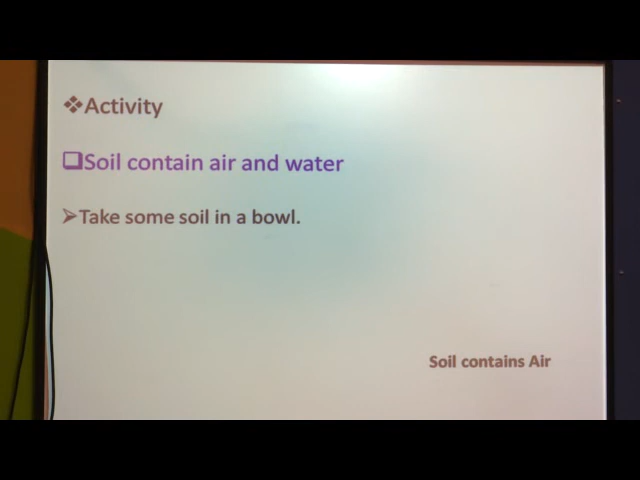 ❖Activity
❑Soil contain air and water
➢Take some soil in a bowl.
Soil contains Air